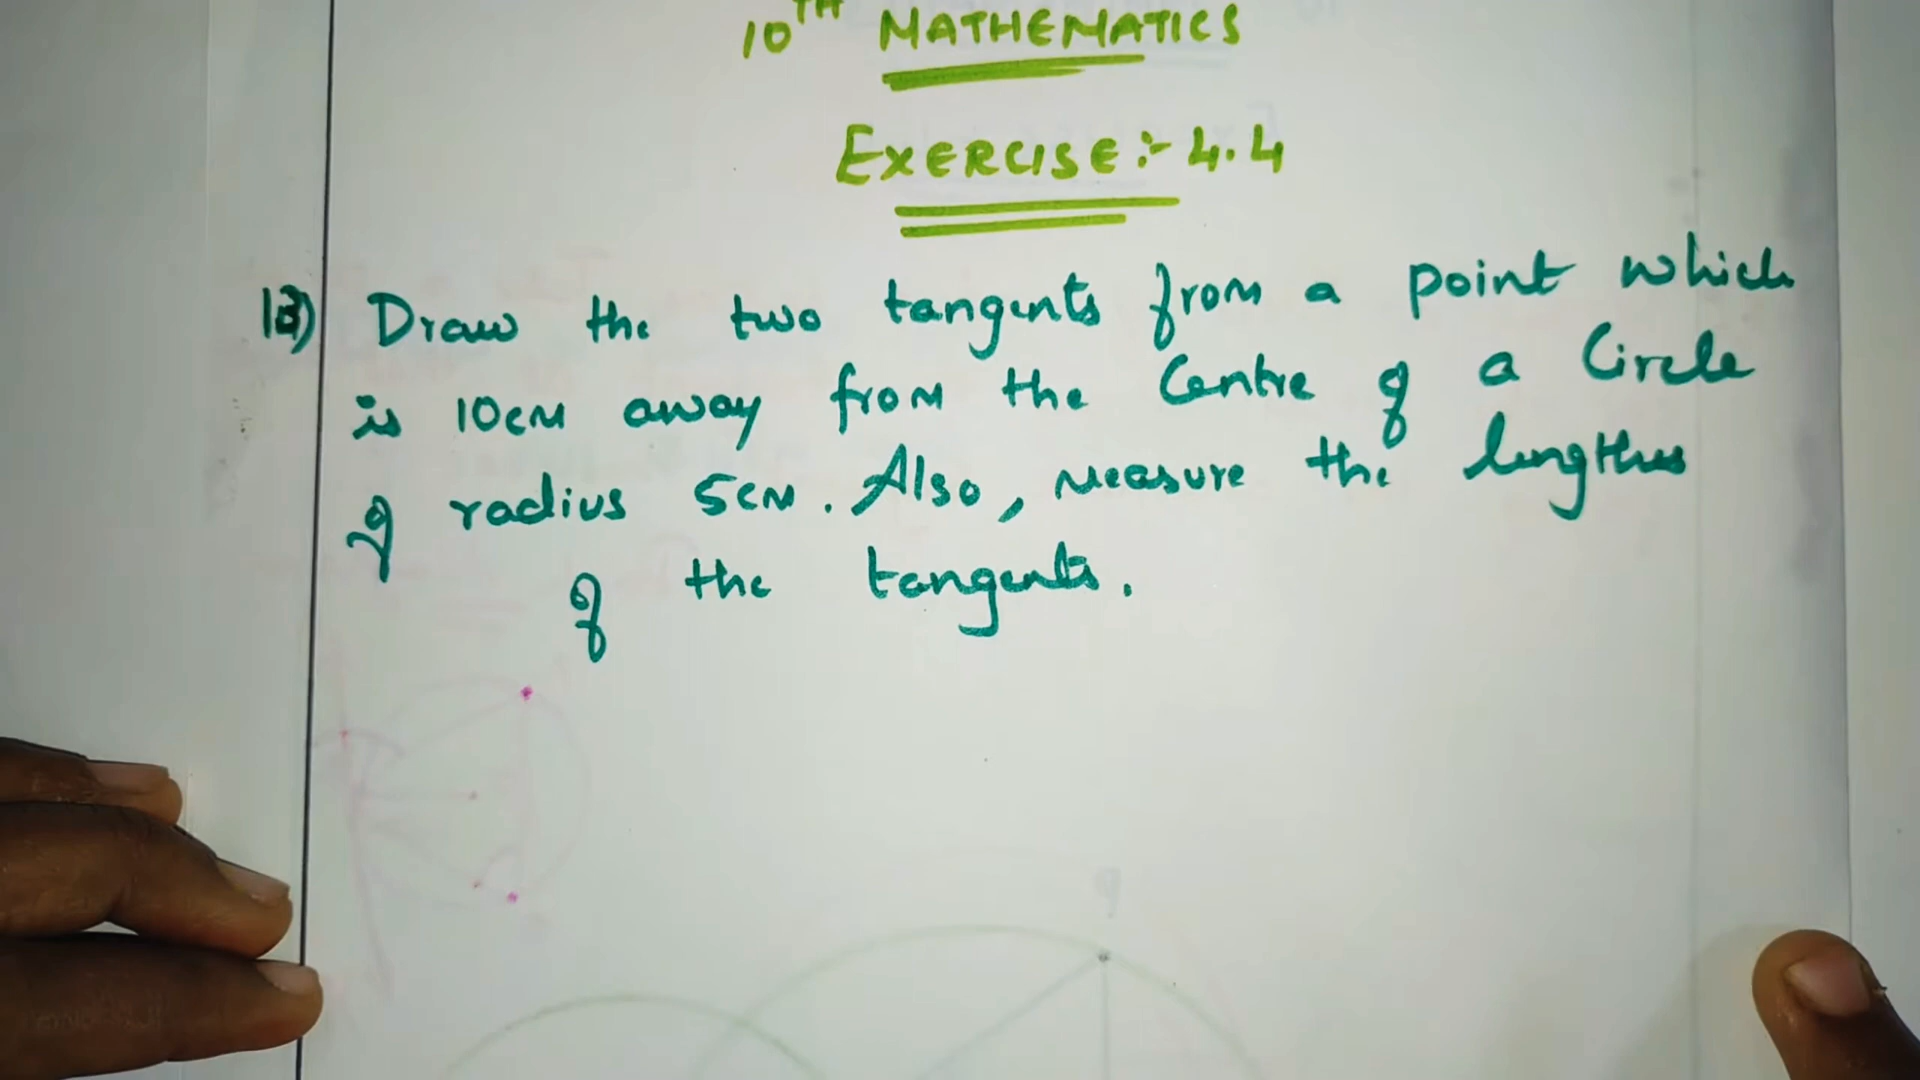 10TH MATHEMATICS
EXERCISE:- 4.4
13) Draw the two tangents from a point which
is 10cm away from the Centre of a Circle
of radius 5cm. Also, measure the lengths
of the tangents.